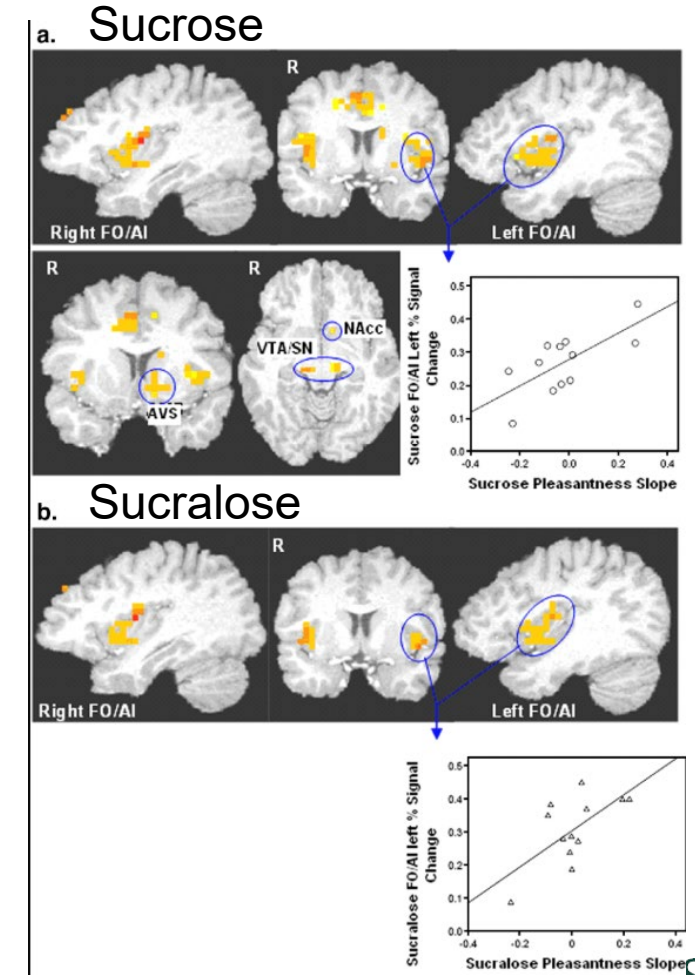 a. Sucrose
R
Right FO/AI
Left FO/AI
R
R
NAcc
VTA/SN
AVS
Sucrose FO/AI Left % Signal
Change
0.5
0.4
0.3
0.2
0.1
0.0
-0.4 -0.2 0.0 0.2 0.4
Sucrose Pleasantness Slope
b. Sucralose
R
Right FO/AI
Left FO/AI
Sucralose FO/AI left % Signal
Change
0.5
0.4
0.3
0.2
0.1
0.0
-0.4 -0.2 0 0.2 0.4
Sucralose Pleasantness Slope